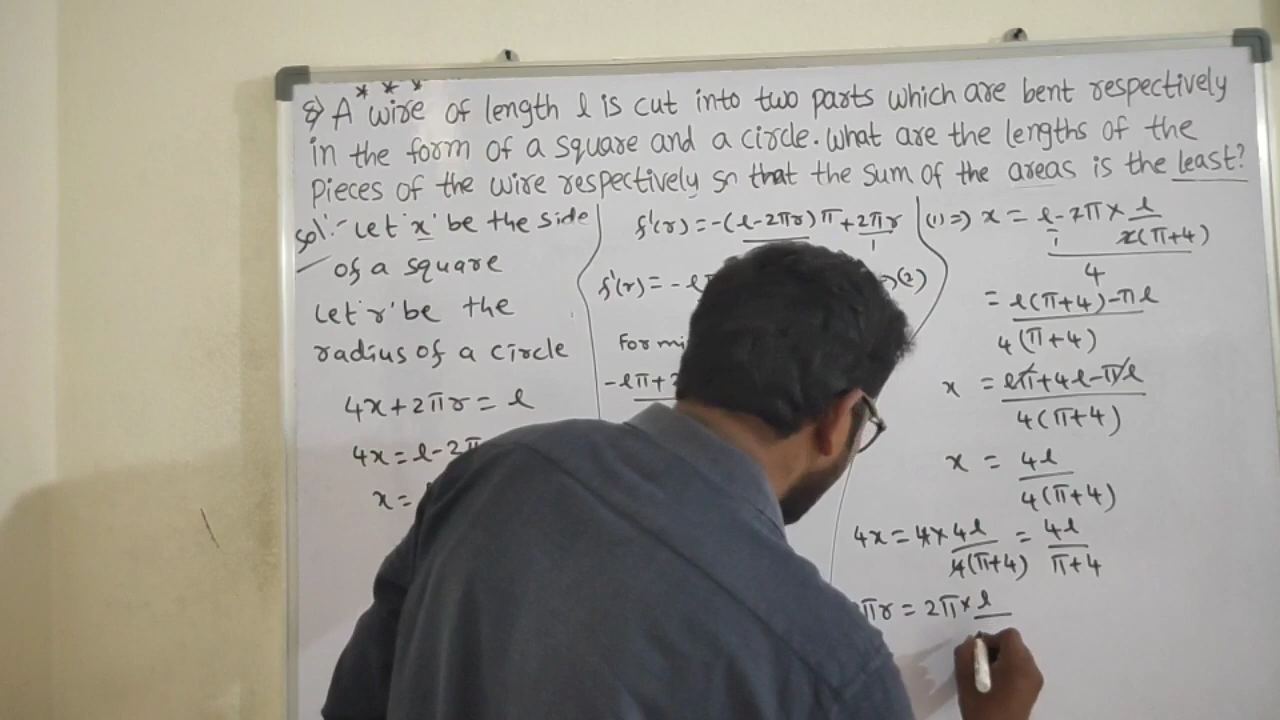 8) A *** wire of length l is cut into two parts which are bent respectively
in the form of a square and a circle. What are the lengths of the
Pieces of the wire respectively so that the sum of the areas is the least?
Sol:- Let 'x' be the side
of a square
Let 'r' be the
radius of a circle
4x+2πr = l
4x = l-2π
x =
f'(r) = -(l-2πr)π + 2πr/1
f'(r) = -l
(2)
For mi
-lπ+
(1) => x = (l/1 - 2π × l/2(π+4))/4
= (l(π+4)-πl)/4(π+4)
x = (lπ+4l-πl)/4(π+4)
x = 4l/4(π+4)
4x = 4×4l/4(π+4) = 4l/π+4
πr = 2π × l